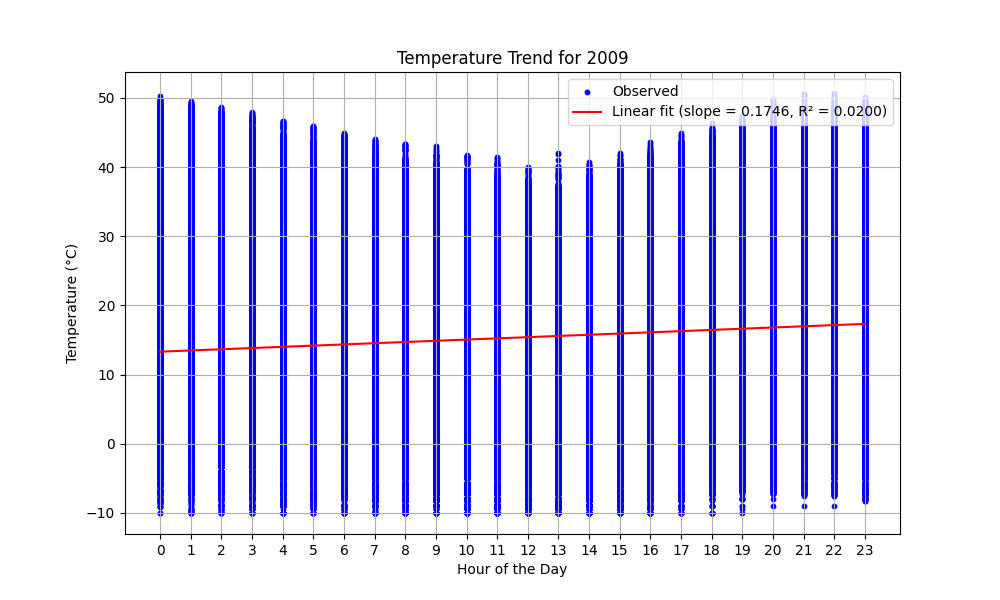 Temperature Trend for 2009
Observed
Linear fit (slope = 0.1746, R² = 0.0200)
Temperature (°C)
50
40
30
20
10
0
−10
0 1 2 3 4 5 6 7 8 9 10 11 12 13 14 15 16 17 18 19 20 21 22 23
Hour of the Day